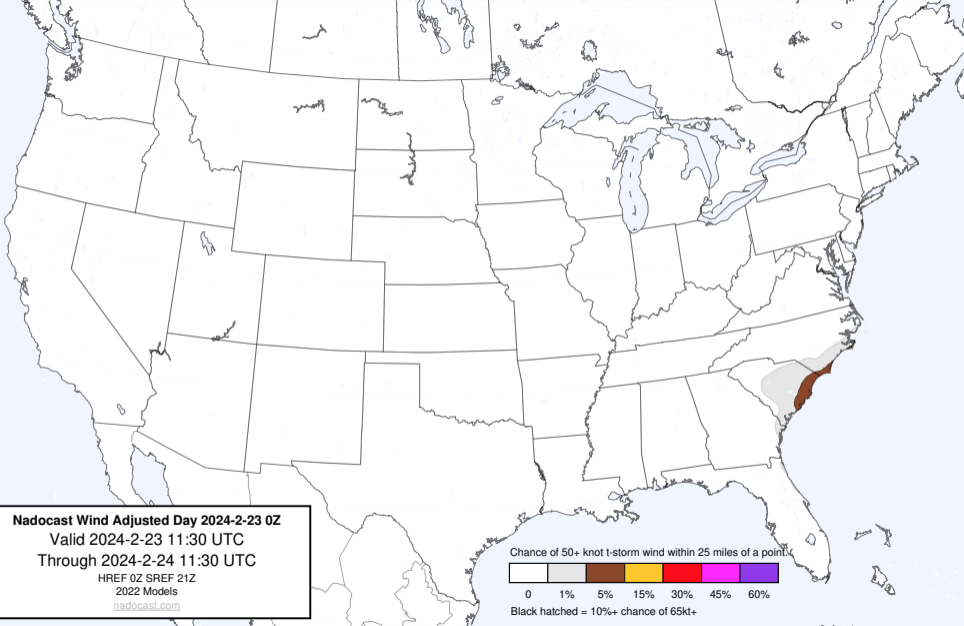 Nadocast Wind Adjusted Day 2024-2-23 0Z
Valid 2024-2-23 11:30 UTC
Through 2024-2-24 11:30 UTC
HREF 0Z SREF 21Z
2022 Models
nadocast.com
Chance of 50+ knot t-storm wind within 25 miles of a point.
0 1% 5% 15% 30% 45% 60%
Black hatched = 10%+ chance of 65kt+